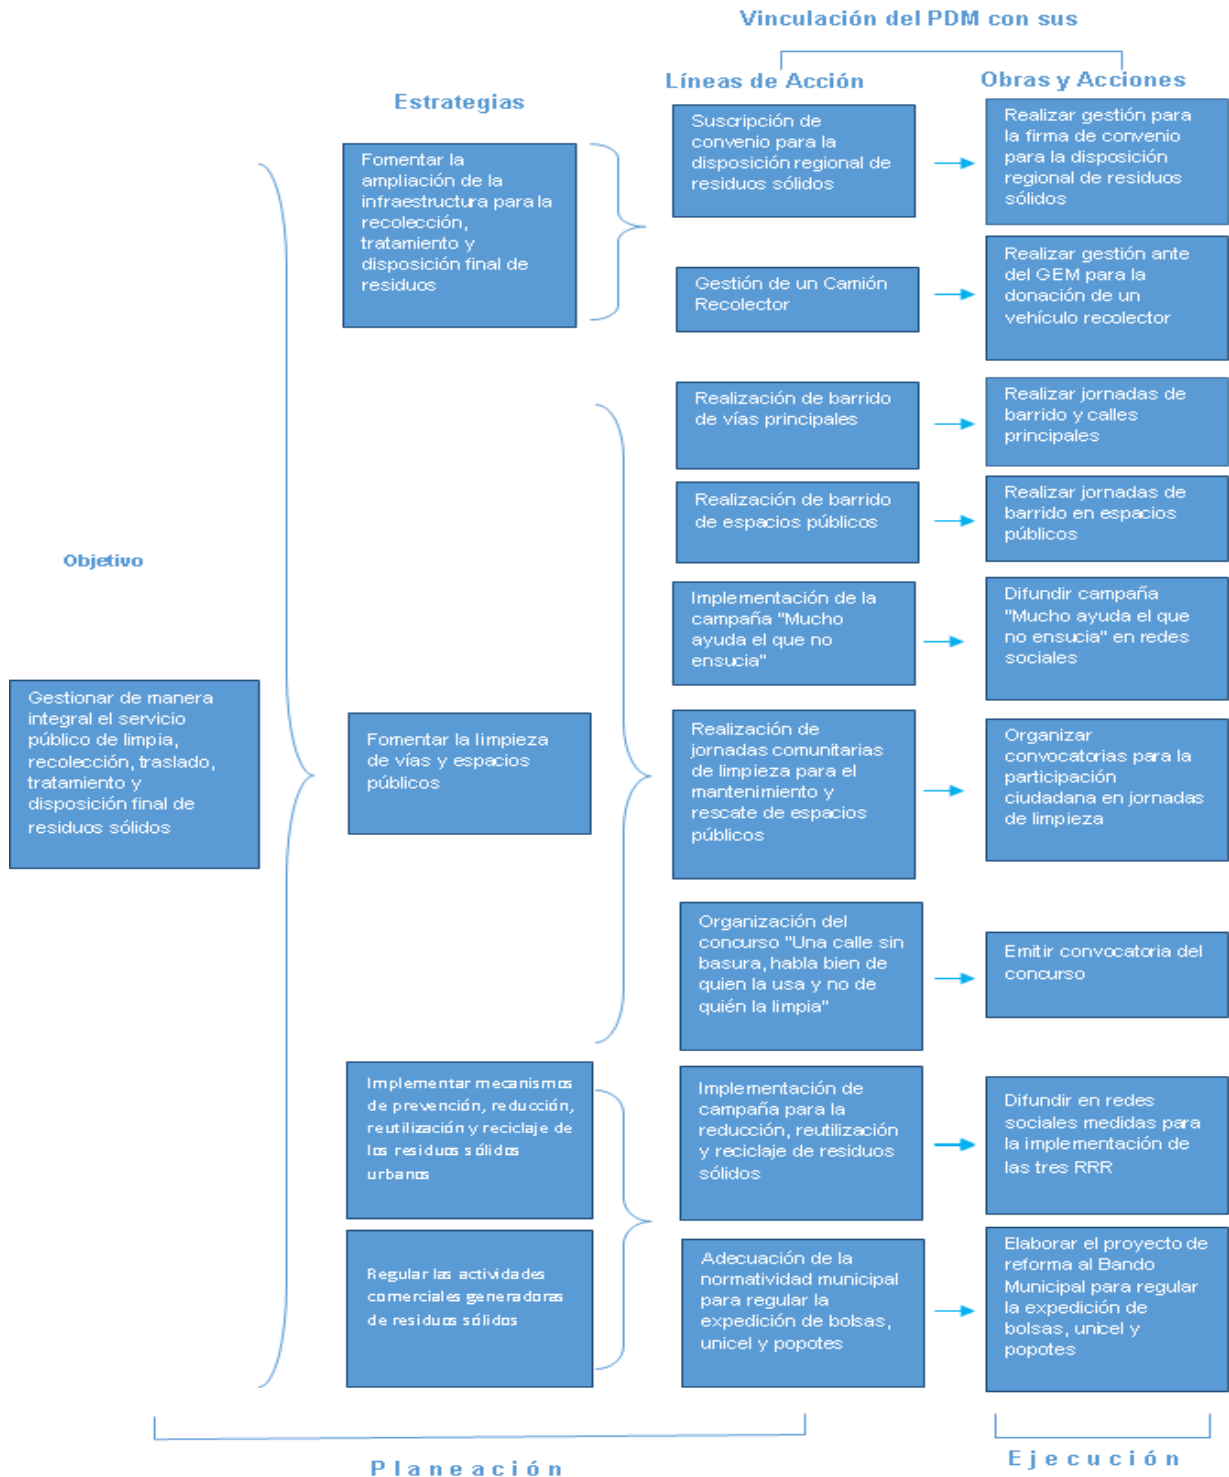 Vinculación del PDM con sus
Líneas de Acción
Obras y Acciones
Estrategias
Objetivo
Gestionar de manera
integral el servicio
público de limpia,
recolección, traslado,
tratamiento y
disposición final de
residuos sólidos
Fomentar la
ampliación de la
infraestructura para la
recolección,
tratamiento y
disposición final de
residuos
Suscripción de
convenio para la
disposición regional de
residuos sólidos
Realizar gestión para
la firma de convenio
para la disposición
regional de residuos
sólidos
Gestión de un Camión
Recolector
Realizar gestión ante
del GEM para la
donación de un
vehículo recolector
Fomentar la limpieza
de vías y espacios
públicos
Realización de barrido
de vías principales
Realizar jornadas de
barrido y calles
principales
Realización de barrido
de espacios públicos
Realizar jornadas de
barrido en espacios
públicos
Implementación de la
campaña "Mucho
ayuda el que no
ensucia"
Difundir campaña
"Mucho ayuda el que
no ensucia" en redes
sociales
Realización de
jornadas comunitarias
de limpieza para el
mantenimiento y
rescate de espacios
públicos
Organizar
convocatorias para la
participación
ciudadana en jornadas
de limpieza
Organización del
concurso "Una calle sin
basura, habla bien de
quien la usa y no de
quién la limpia"
Emitir convocatoria del
concurso
Implementar mecanismos
de prevención, reducción,
reutilización y reciclaje de
los residuos sólidos
urbanos
Implementación de
campaña para la
reducción, reutilización
y reciclaje de residuos
sólidos
Difundir en redes
sociales medidas para
la implementación de
las tres RRR
Regular las actividades
comerciales generadoras
de residuos sólidos
Adecuación de la
normatividad municipal
para regular la
expedición de bolsas,
unicel y popotes
Elaborar el proyecto de
reforma al Bando
Municipal para regular
la expedición de
bolsas, unicel y
popotes
Planeación
Ejecución